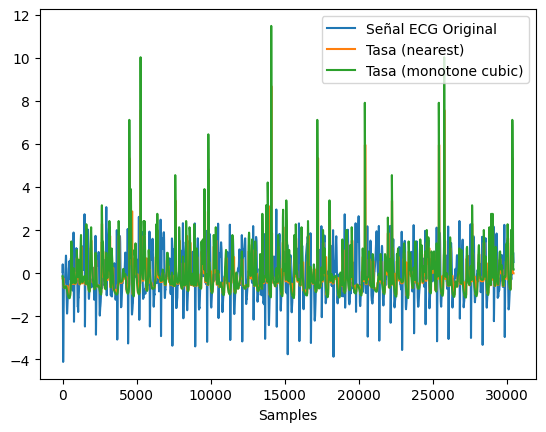 12
10
8
6
4
2
0
−2
−4
Señal ECG Original
Tasa (nearest)
Tasa (monotone cubic)
0 5000 10000 15000 20000 25000 30000
Samples